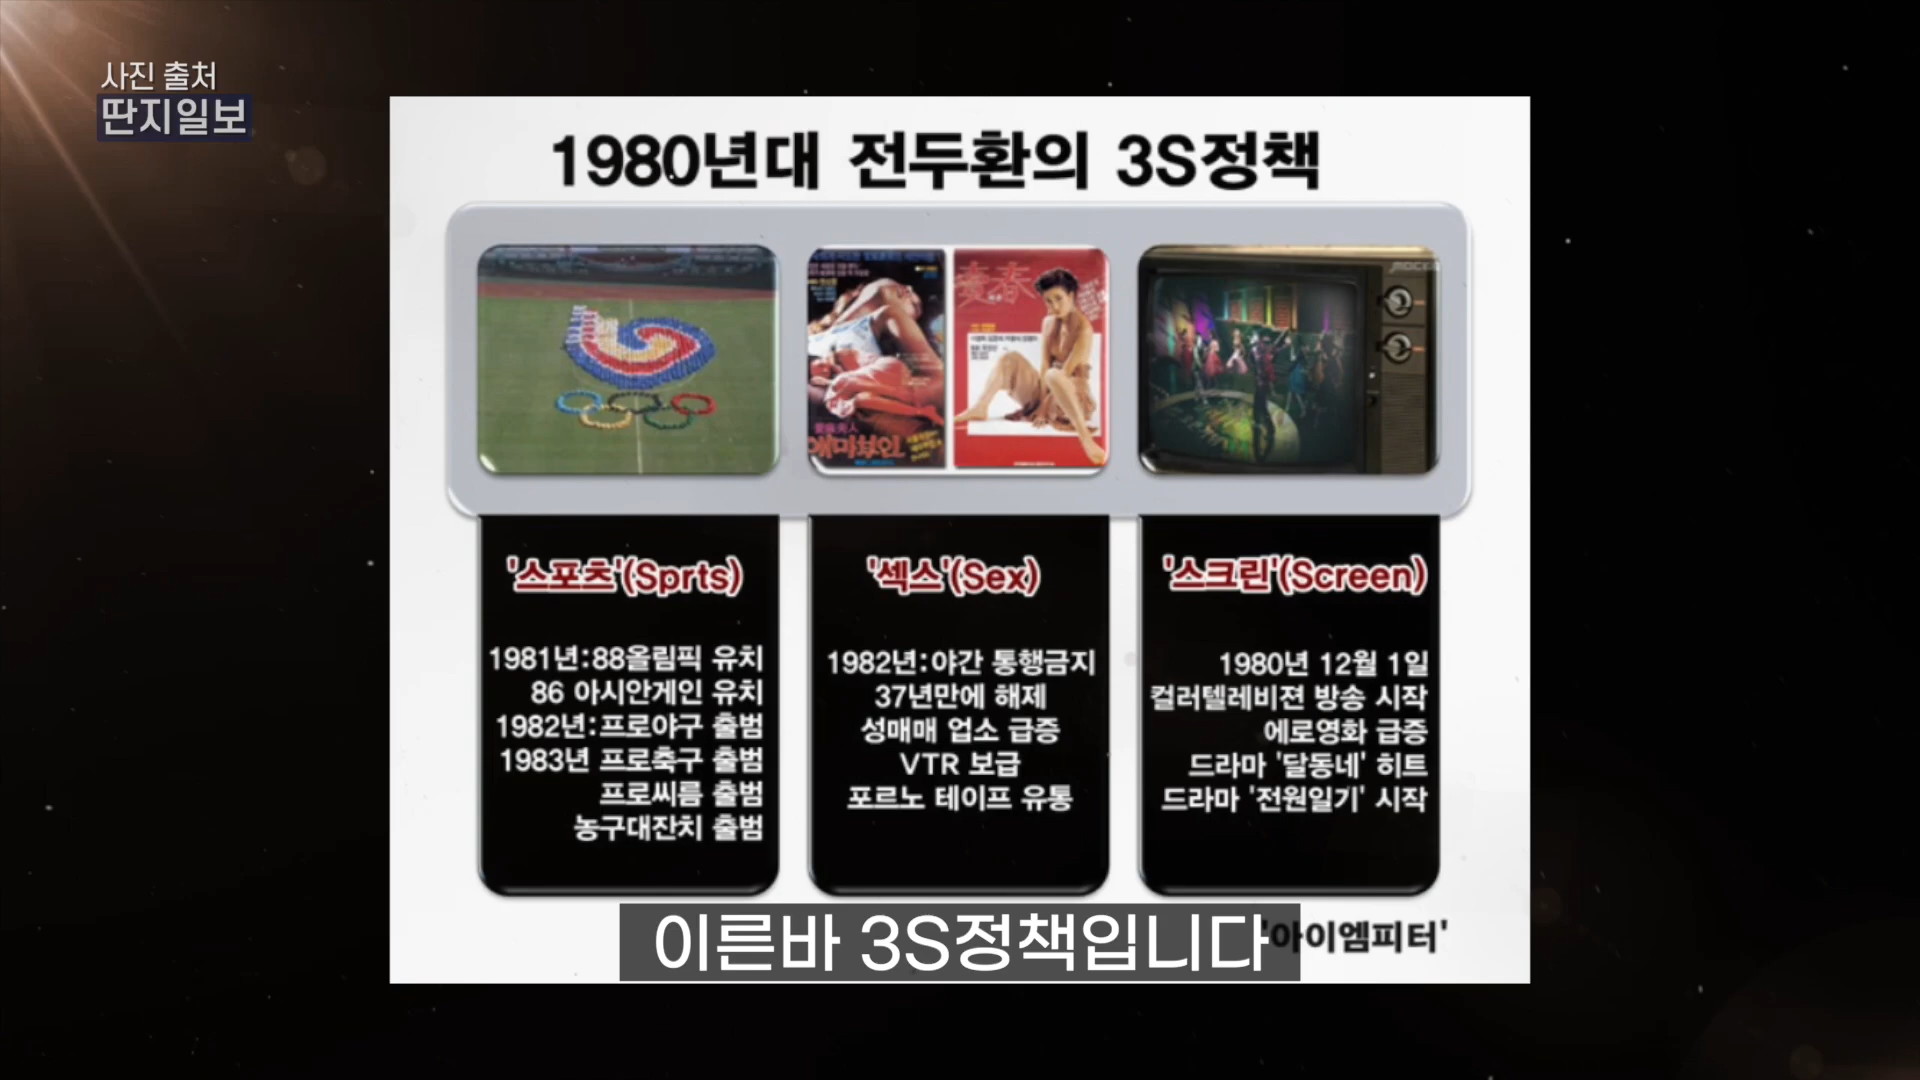 사진 출처
딴지일보
1980년대 전두환의 3S정책
애마부인
'스포츠'(Sprts)
1981년:88올림픽 유치
86 아시안게인 유치
1982년:프로야구 출범
1983년 프로축구 출범
프로씨름 출범
농구대잔치 출범
'섹스'(Sex)
1982년:야간 통행금지
37년만에 해제
성매매 업소 급증
VTR 보급
포르노 테이프 유통
'스크린'(Screen)
1980년 12월 1일
컬러텔레비젼 방송 시작
에로영화 급증
드라마 '달동네' 히트
드라마 '전원일기' 시작
'아이엠피터'
이른바 3S정책입니다